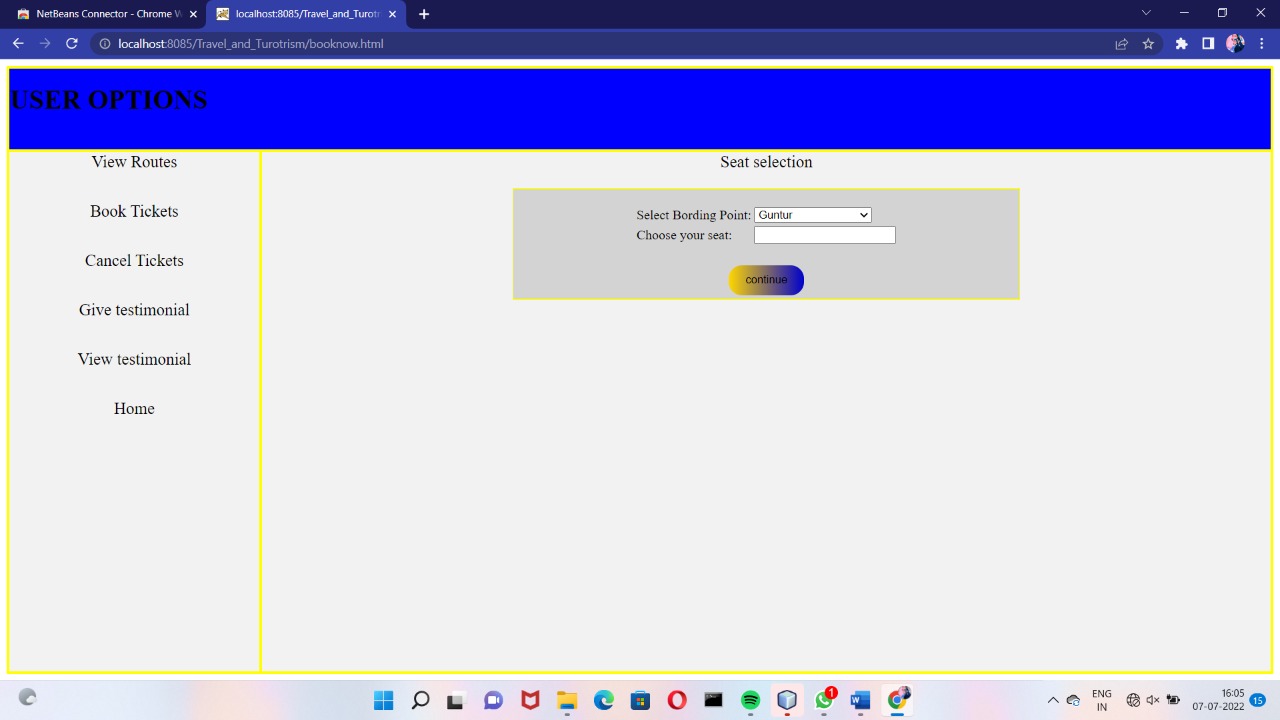 NetBeans Connector - Chrome W
localhost:8085/Travel_and_Turotri
localhost:8085/Travel_and_Turotrism/booknow.html
USER OPTIONS
View Routes
Book Tickets
Cancel Tickets
Give testimonial
View testimonial
Home
Seat selection
Select Bording Point: Guntur
Choose your seat:
continue
1
ENG
IN
16:05
07-07-2022
15